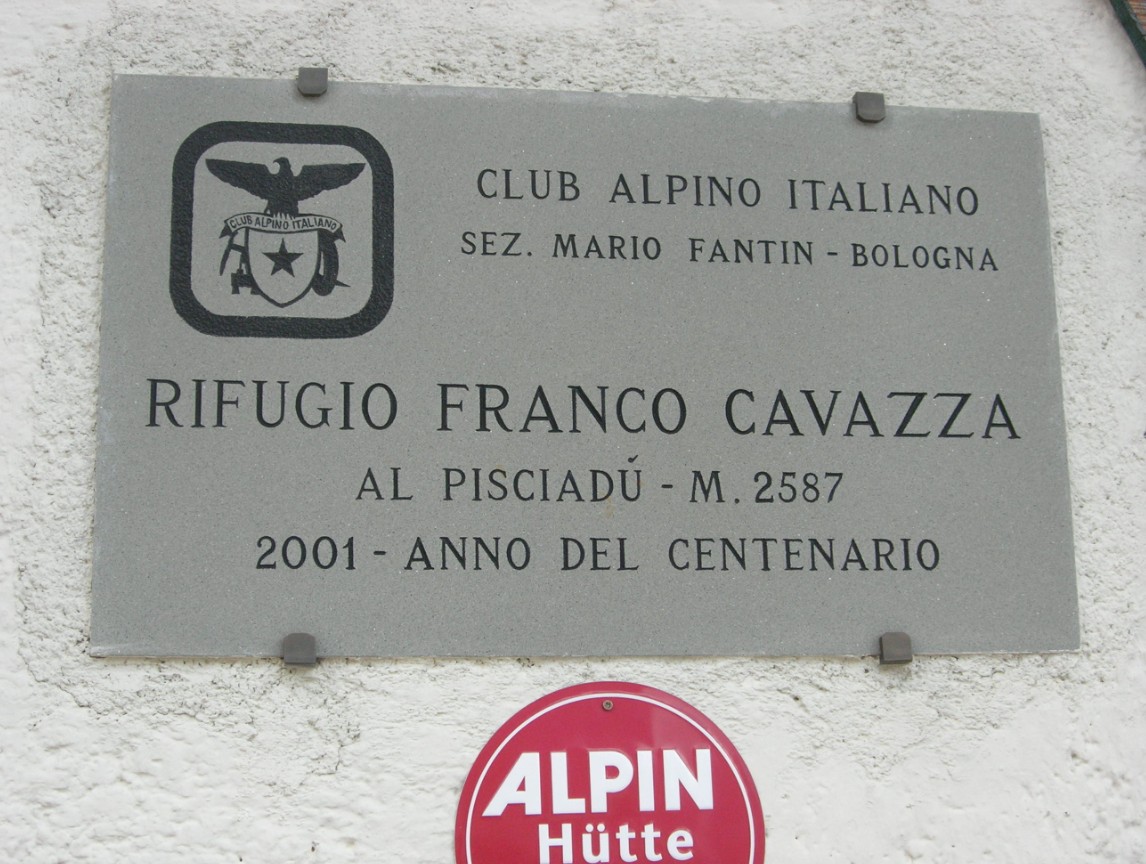 CLUB ALPINO ITALIANO
CLUB ALPINO ITALIANO
SEZ. MARIO FANTIN - BOLOGNA
RIFUGIO FRANCO CAVAZZA
AL PISCIADÚ - M. 2587
2001 - ANNO DEL CENTENARIO
ALPIN
Hütte